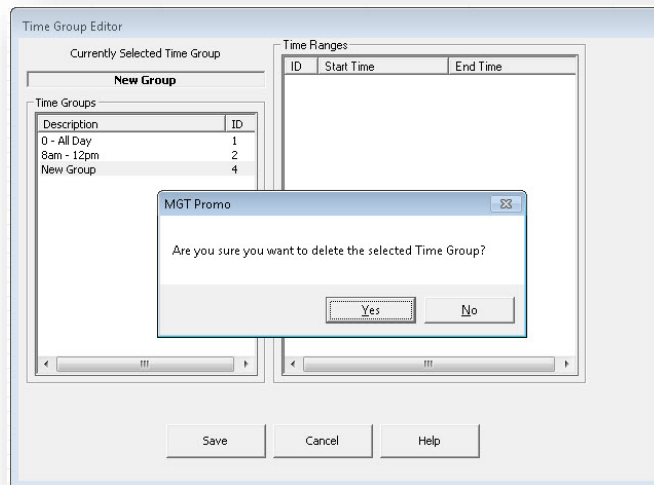 Time Group Editor
Currently Selected Time Group
New Group
Time Groups
Description ID
0 - All Day 1
8am - 12pm 2
New Group 4
Time Ranges
ID Start Time End Time
MGT Promo
Are you sure you want to delete the selected Time Group?
Yes No
Save Cancel Help